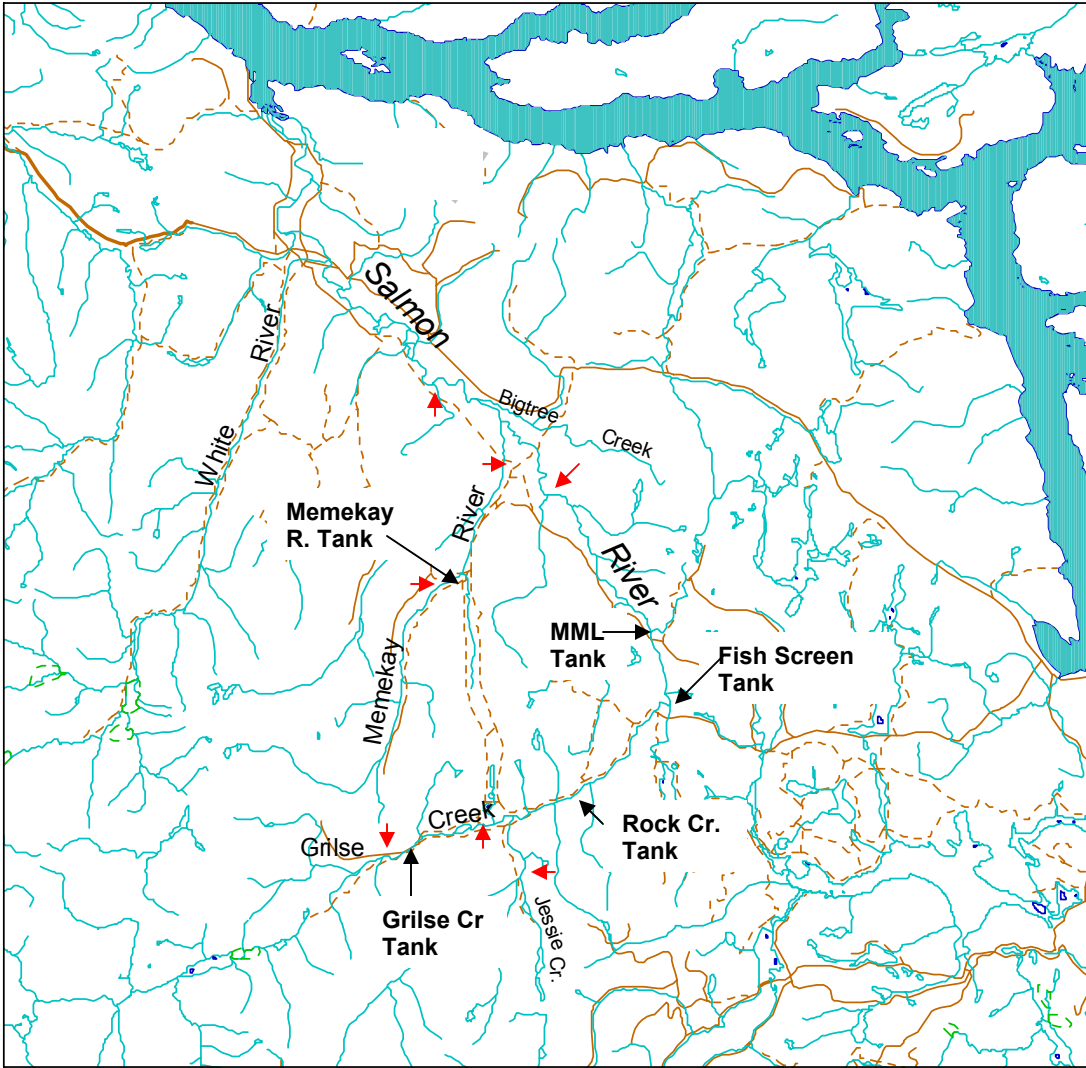 Salmon
River
White
Bigtree
Creek
River
Memekay
R. Tank
River
MML
Tank
Fish Screen
Tank
Memekay
Creek
Grilse
Rock Cr.
Tank
Grilse Cr
Tank
Jessie Cr.